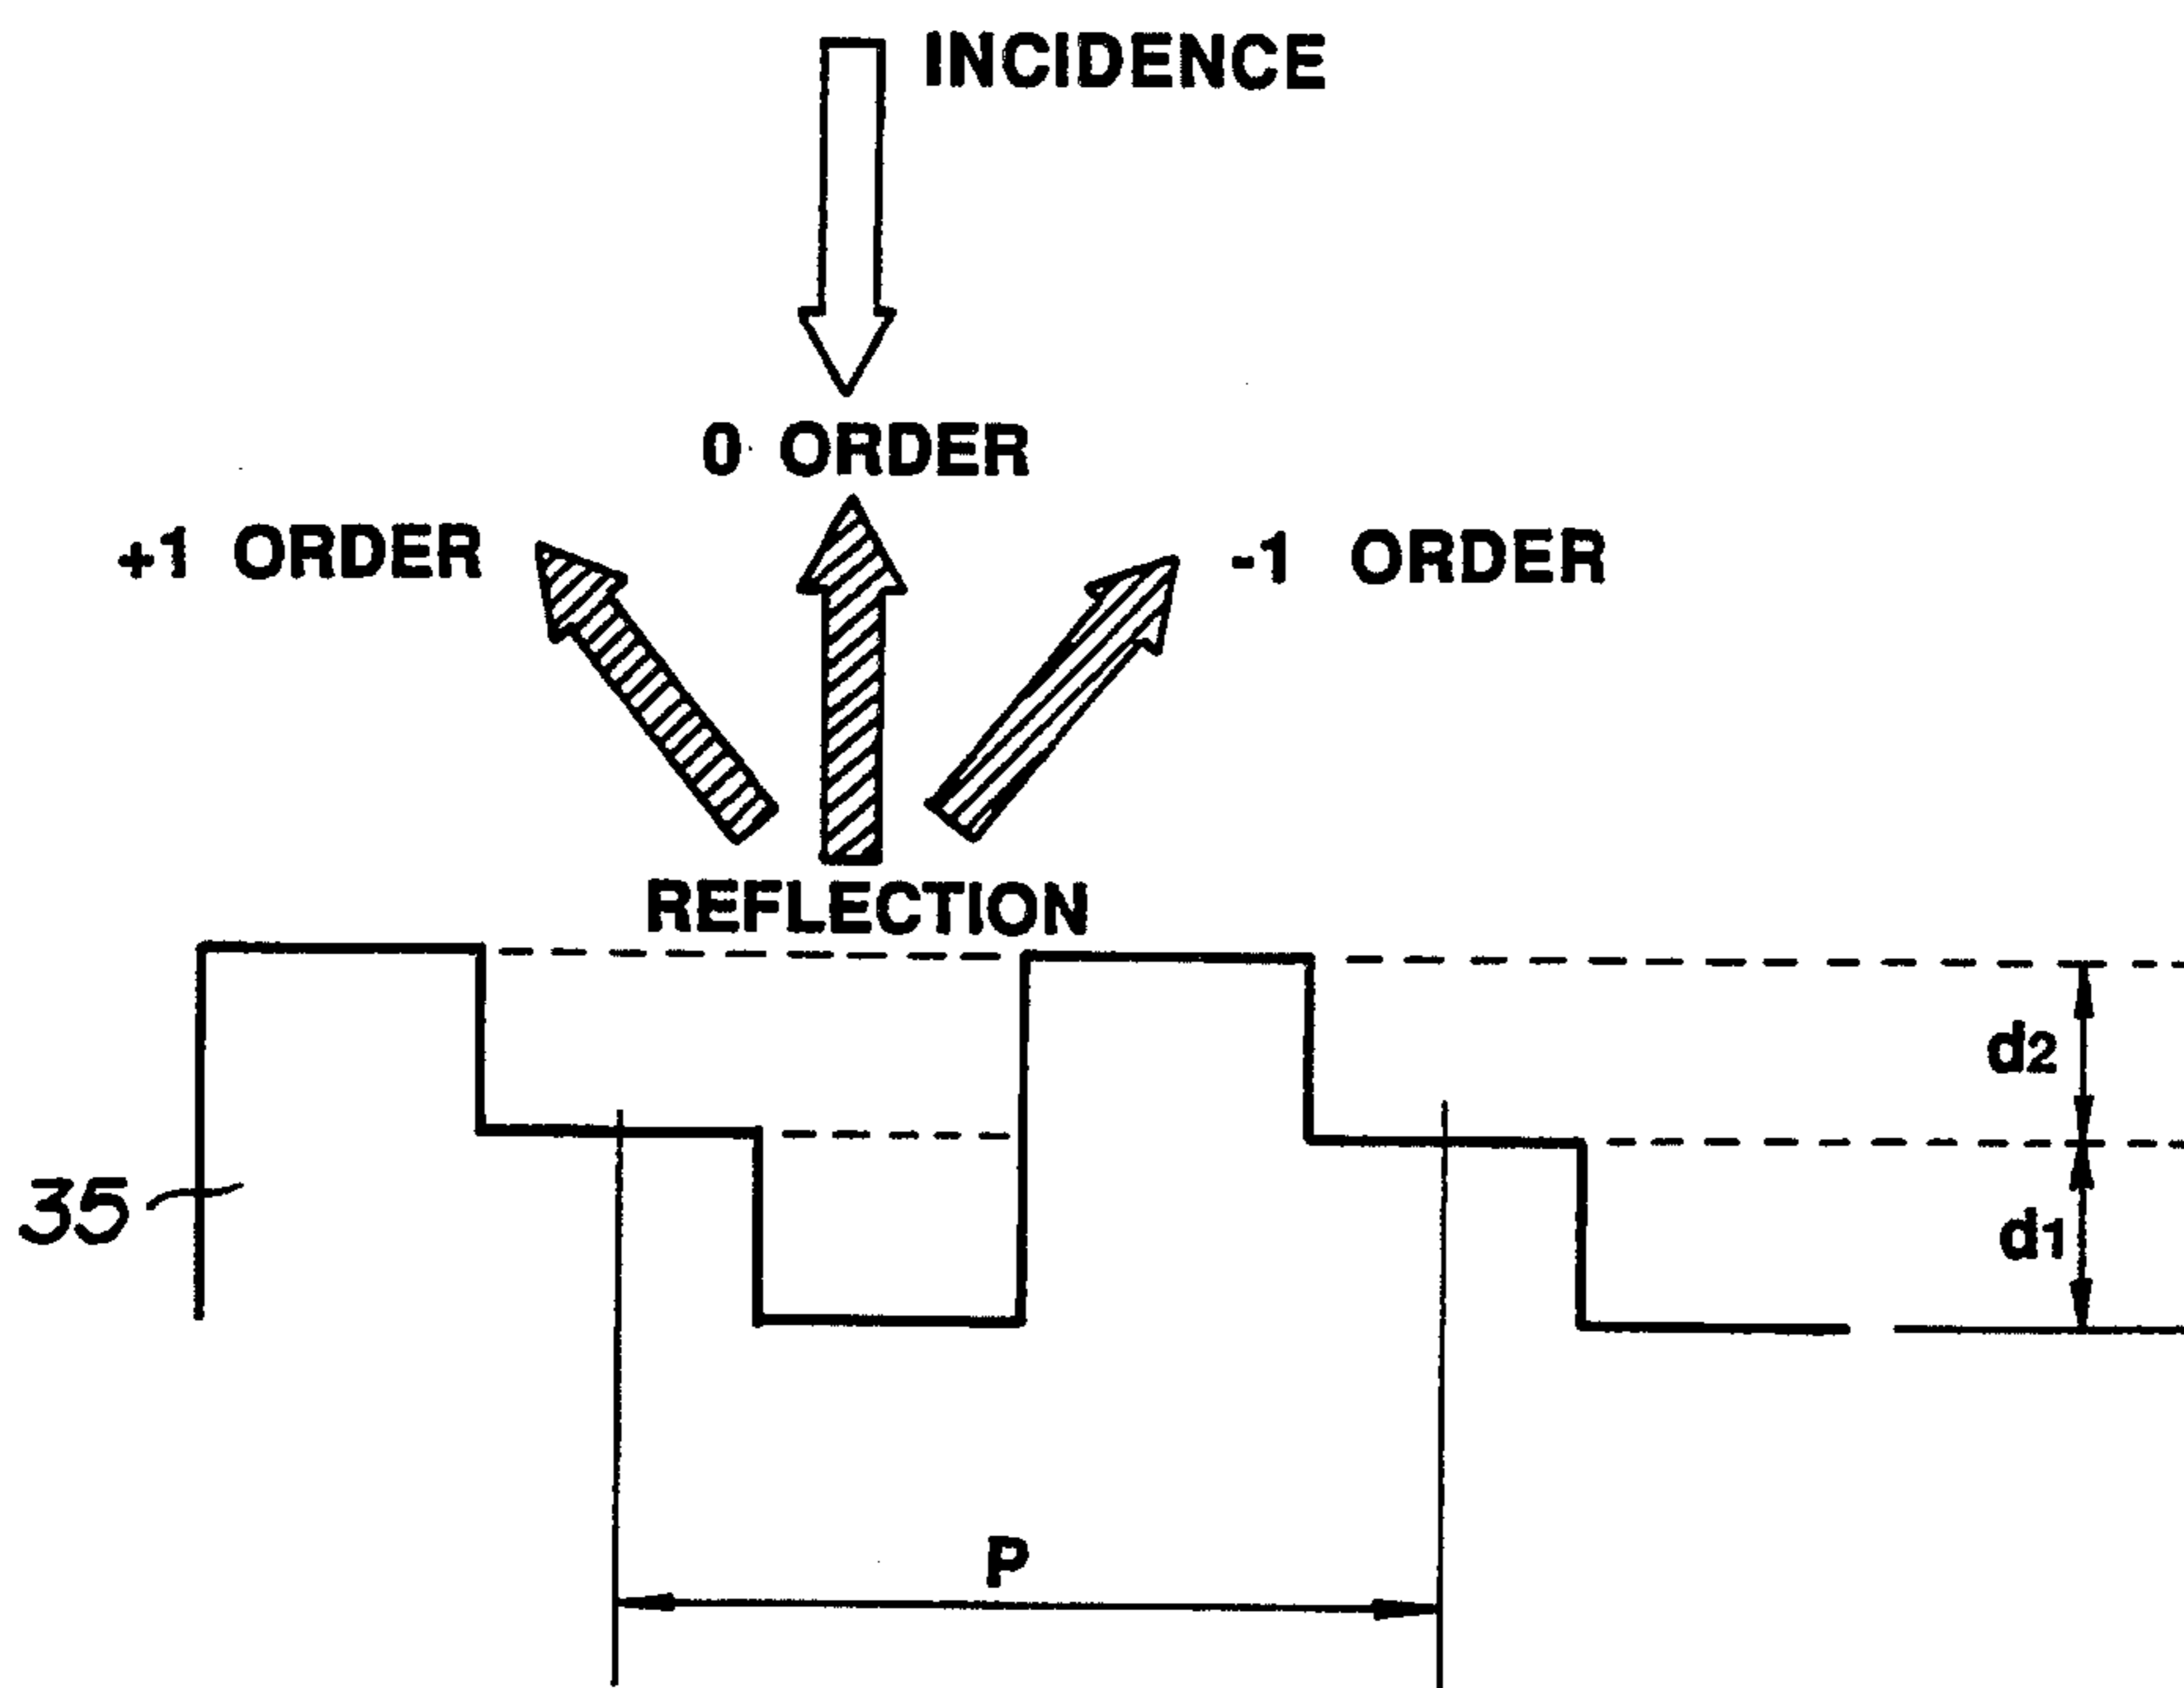 INCIDENCE
0 ORDER
+1 ORDER
-1 ORDER
REFLECTION
d2
35
d1
P